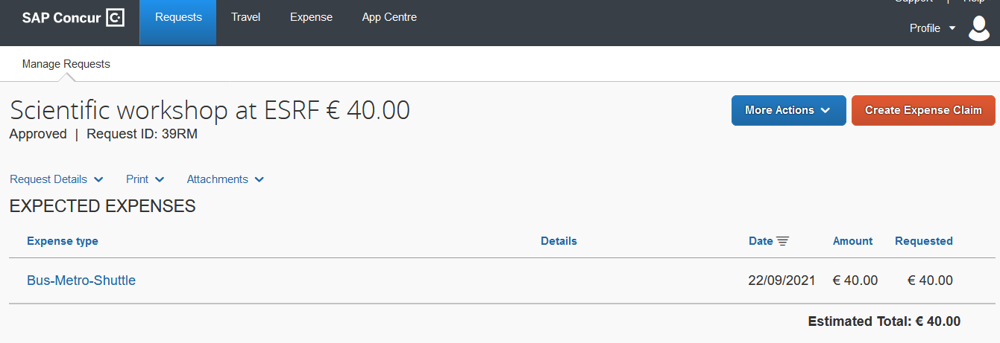 Support | Help
SAP Concur C Requests Travel Expense App Centre
Profile
Manage Requests
Scientific workshop at ESRF € 40.00
More Actions Create Expense Claim
Approved | Request ID: 39RM
Request Details Print Attachments
EXPECTED EXPENSES
Expense type Details Date Amount Requested
Bus-Metro-Shuttle 22/09/2021 € 40.00 € 40.00
Estimated Total: € 40.00